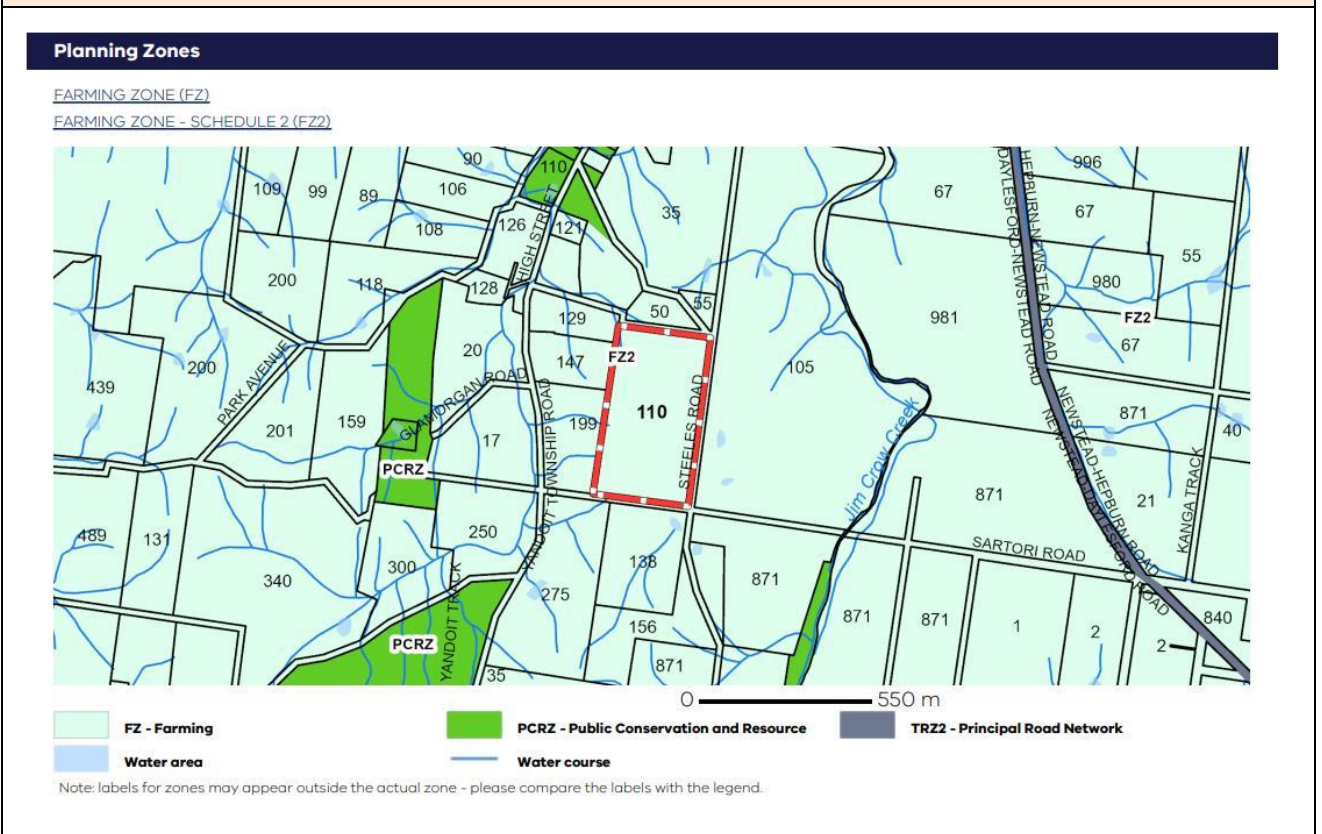 Planning Zones
FARMING ZONE (FZ)
FARMING ZONE - SCHEDULE 2 (FZ2)
90
110
996
109
99
89
106
35
67
67
108
126
HIGH STREET
121
55
DAYLESFORD-NEWSTEAD ROAD
HEPBURN-NEWSTEAD ROAD
200
118
128
980
50
55
129
981
FZ2
FZ2
20
147
67
439
200
PARK AVENUE
105
GLAMORGAN ROAD
110
STEELES ROAD
871
201
159
17
YANDOIT TOWNSHIP ROAD
199
Jim Crow Creek
NEWSTEAD-HEPBURN ROAD
NEWSTEAD-DAYLESFORD ROAD
40
PCRZ
871
21
KANGA TRACK
489
131
250
SARTORI ROAD
340
300
YANDOIT TRACK
275
138
871
871
871
1
2
840
156
2
PCRZ
35
871
0 550 m
FZ - Farming
PCRZ - Public Conservation and Resource
TRZ2 - Principal Road Network
Water area
Water course
Note: labels for zones may appear outside the actual zone - please compare the labels with the legend.